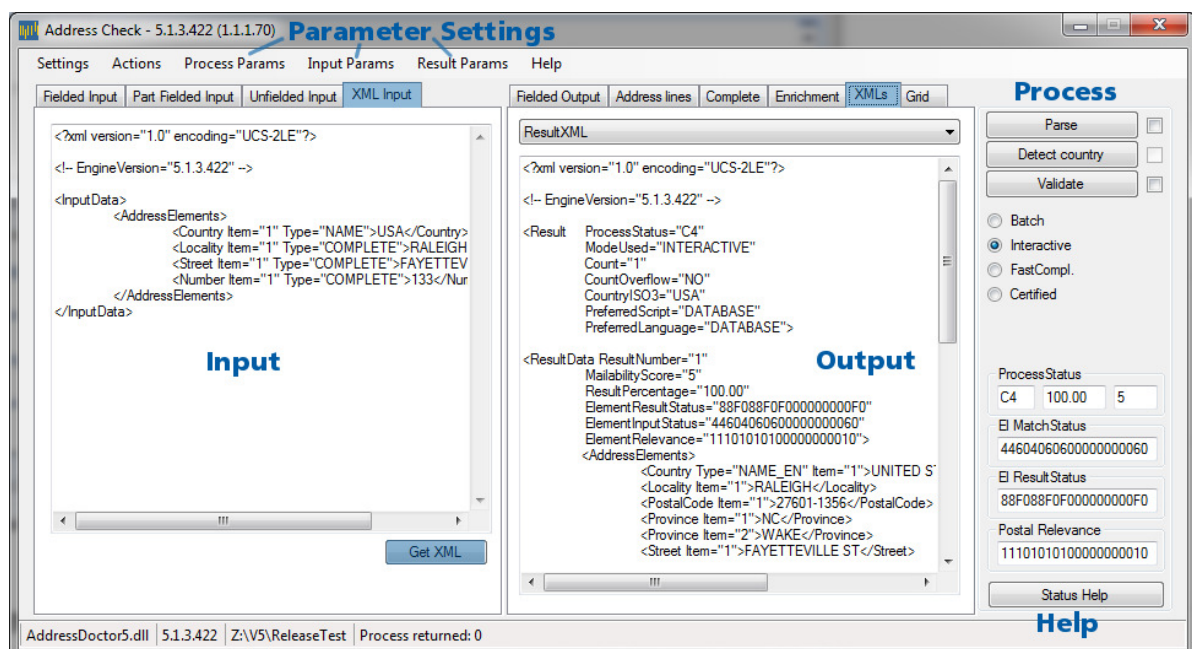 Address Check - 5.1.3.422 (1.1.1.70)
Parameter Settings
Settings Actions Process Params Input Params Result Params Help
Fielded Input Part Fielded Input Unfielded Input XML Input
<?xml version="1.0" encoding="UCS-2LE"?>
<!-- EngineVersion="5.1.3.422" -->
<InputData>
<AddressElements>
<Country Item="1" Type="NAME">USA</Country>
<Locality Item="1" Type="COMPLETE">RALEIGH
<Street Item="1" Type="COMPLETE">FAYETTEV
<Number Item="1" Type="COMPLETE">133</Nur
</AddressElements>
</InputData>
Input
Get XML
Fielded Output Address lines Complete Enrichment XMLs Grid
ResultXML
<?xml version="1.0" encoding="UCS-2LE"?>
<!-- EngineVersion="5.1.3.422" -->
<Result ProcessStatus="C4"
ModeUsed="INTERACTIVE"
Count="1"
CountOverflow="NO"
CountryISO3="USA"
PreferredScript="DATABASE"
PreferredLanguage="DATABASE">
<ResultData ResultNumber="1"
MailabilityScore="5"
ResultPercentage="100.00"
ElementResultStatus="88F088F0F000000000F0"
ElementInputStatus="44604060600000000060"
ElementRelevance="11101010100000000010">
<AddressElements>
<Country Type="NAME_EN" Item="1">UNITED S
<Locality Item="1">RALEIGH</Locality>
<PostalCode Item="1">27601-1356</PostalCode>
<Province Item="1">NC</Province>
<Province Item="2">WAKE</Province>
<Street Item="1">FAYETTEVILLE ST</Street>
Output
Process
Parse
Detect country
Validate
Batch
Interactive
FastCompl.
Certified
ProcessStatus
C4 100.00 5
El MatchStatus
44604060600000000060
El ResultStatus
88F088F0F000000000F0
Postal Relevance
11101010100000000010
Status Help
Help
AddressDoctor5.dll 5.1.3.422 Z:\V5\ReleaseTest Process returned: 0